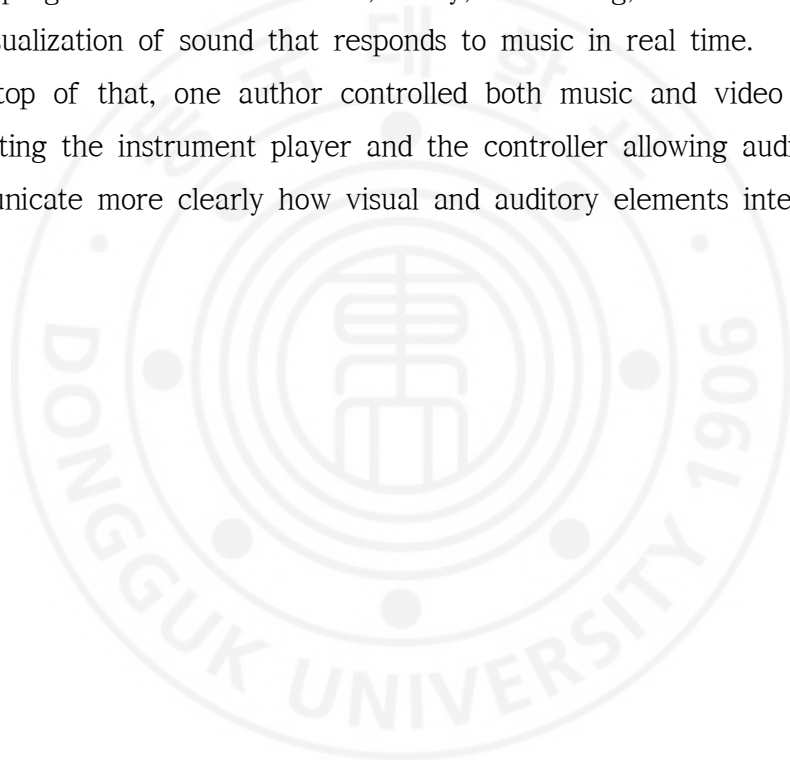 sualization of sound that responds to music in real time.
top of that, one author controlled both music and video
ting the instrument player and the controller allowing audi
unicate more clearly how visual and auditory elements inte
DONGGUK UNIVERSITY 1906